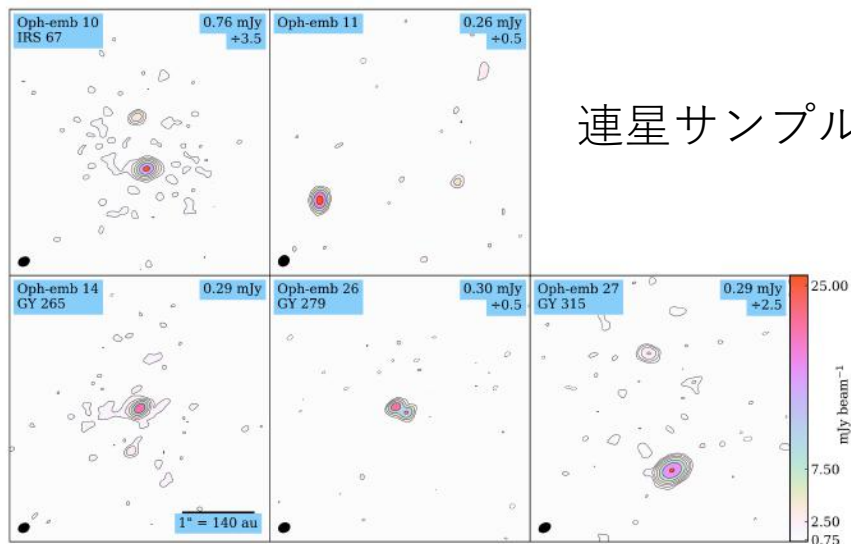 Oph-emb 10
IRS 67
0.76 mJy
÷3.5
Oph-emb 11
0.26 mJy
÷0.5
連星サンプル
Oph-emb 14
GY 265
0.29 mJy
1" = 140 au
Oph-emb 26
GY 279
0.30 mJy
÷0.5
Oph-emb 27
GY 315
0.29 mJy
÷2.5
25.00
7.50
2.50
0.75
mJy beam⁻¹